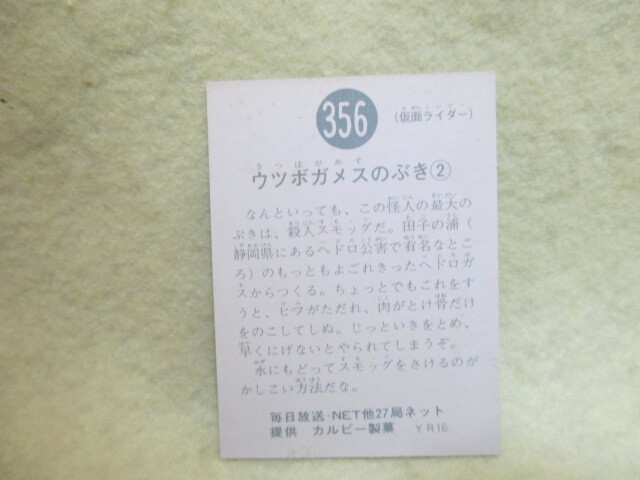 356
(仮面ライダー)
ウツボガメスのぶき②
なんといっても、この怪人の最大の
ぶきは、殺人スモッグだ。田子の浦(
静岡県にあるヘドロ公害で有名なとこ
ろ)のもっともよごれきったヘドロガ
スからつくる。ちょっとでもこれをす
うと、ヒフがただれ、肉がとけ骨だけ
をのこしてしぬ。じっといきをとめ、
早くにげないとやられてしまうぞ。
水にもどってスモッグをさけるのが
かしこい方法だな。
毎日放送·NET他27局ネット
提供 カルビー製菓 YR16